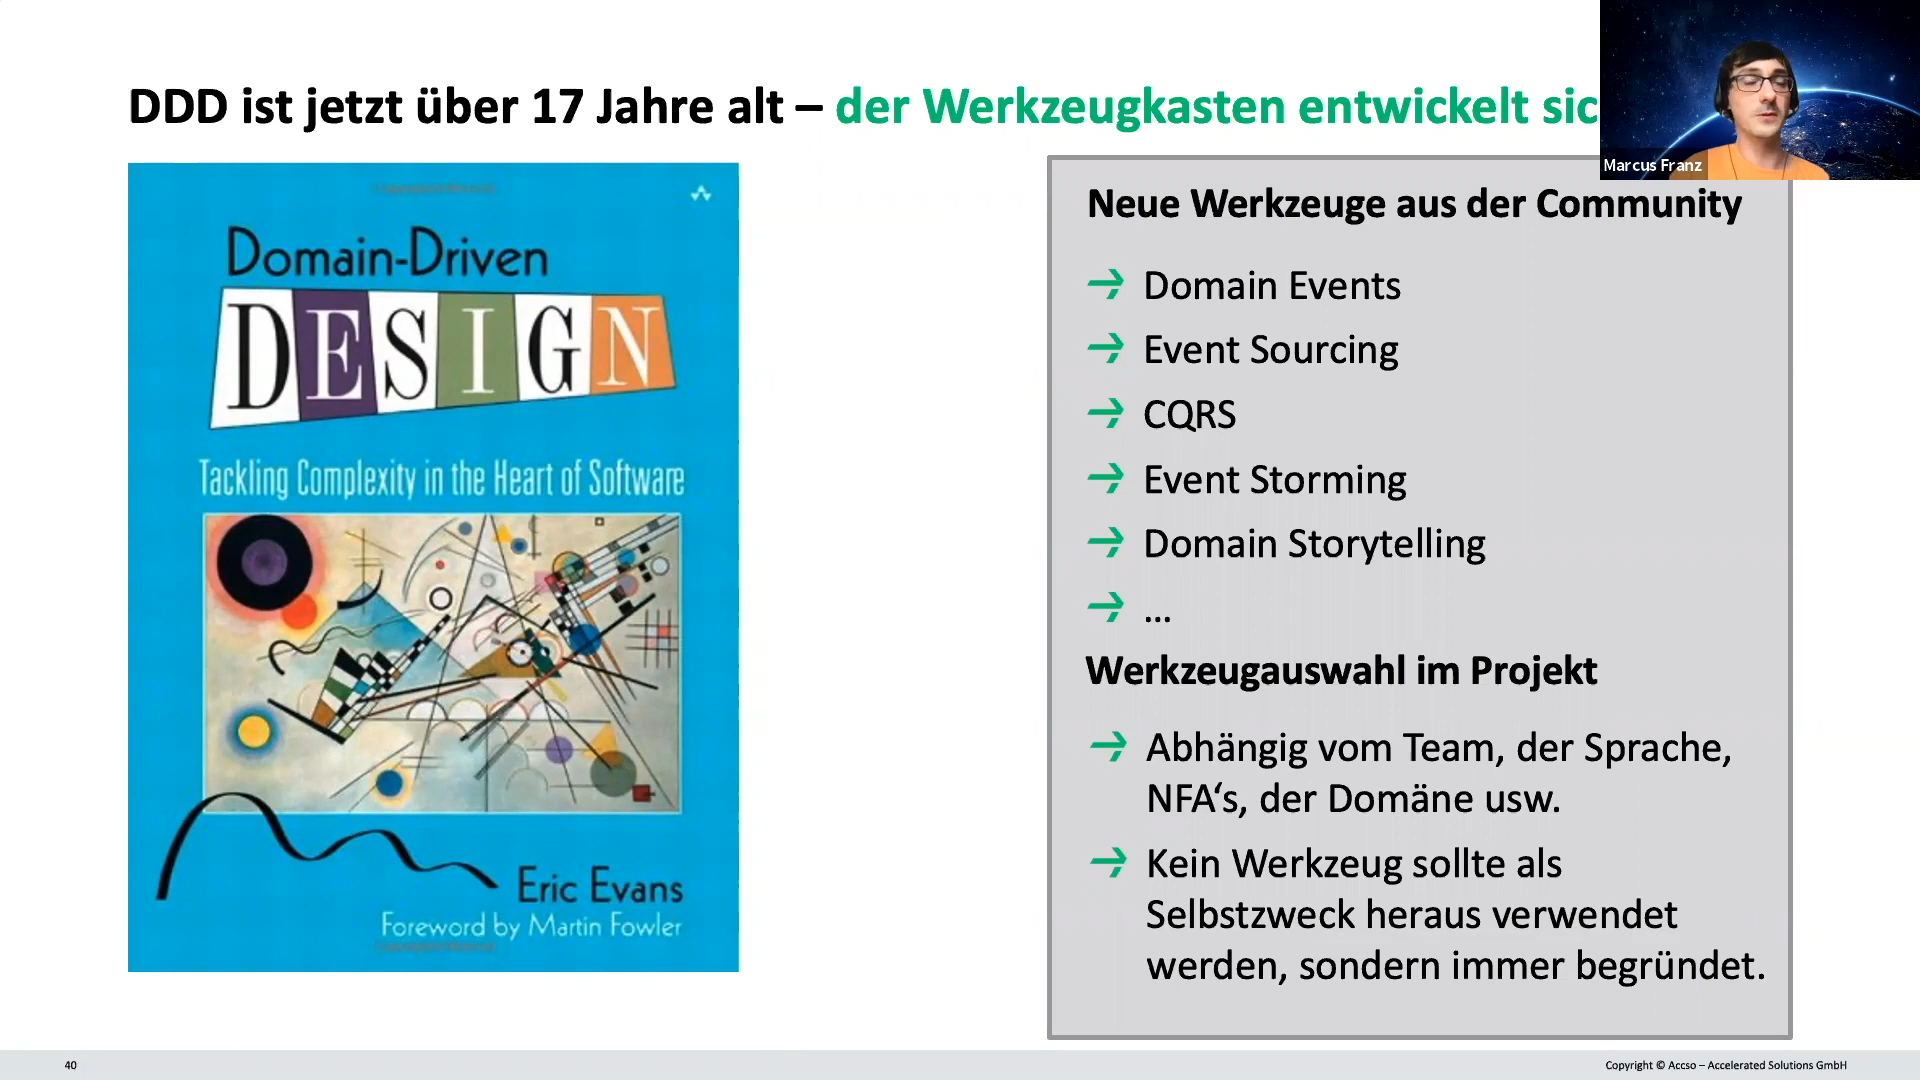 DDD ist jetzt über 17 Jahre alt – der Werkzeugkasten entwickelt sic
Marcus Franz
Domain-Driven
DESIGN
Tackling Complexity in the Heart of Software
Eric Evans
Foreword by Martin Fowler
Neue Werkzeuge aus der Community
Domain Events
Event Sourcing
CQRS
Event Storming
Domain Storytelling
...
Werkzeugauswahl im Projekt
Abhängig vom Team, der Sprache,
NFA‘s, der Domäne usw.
Kein Werkzeug sollte als
Selbstzweck heraus verwendet
werden, sondern immer begründet.
40
Copyright © Accso – Accelerated Solutions GmbH